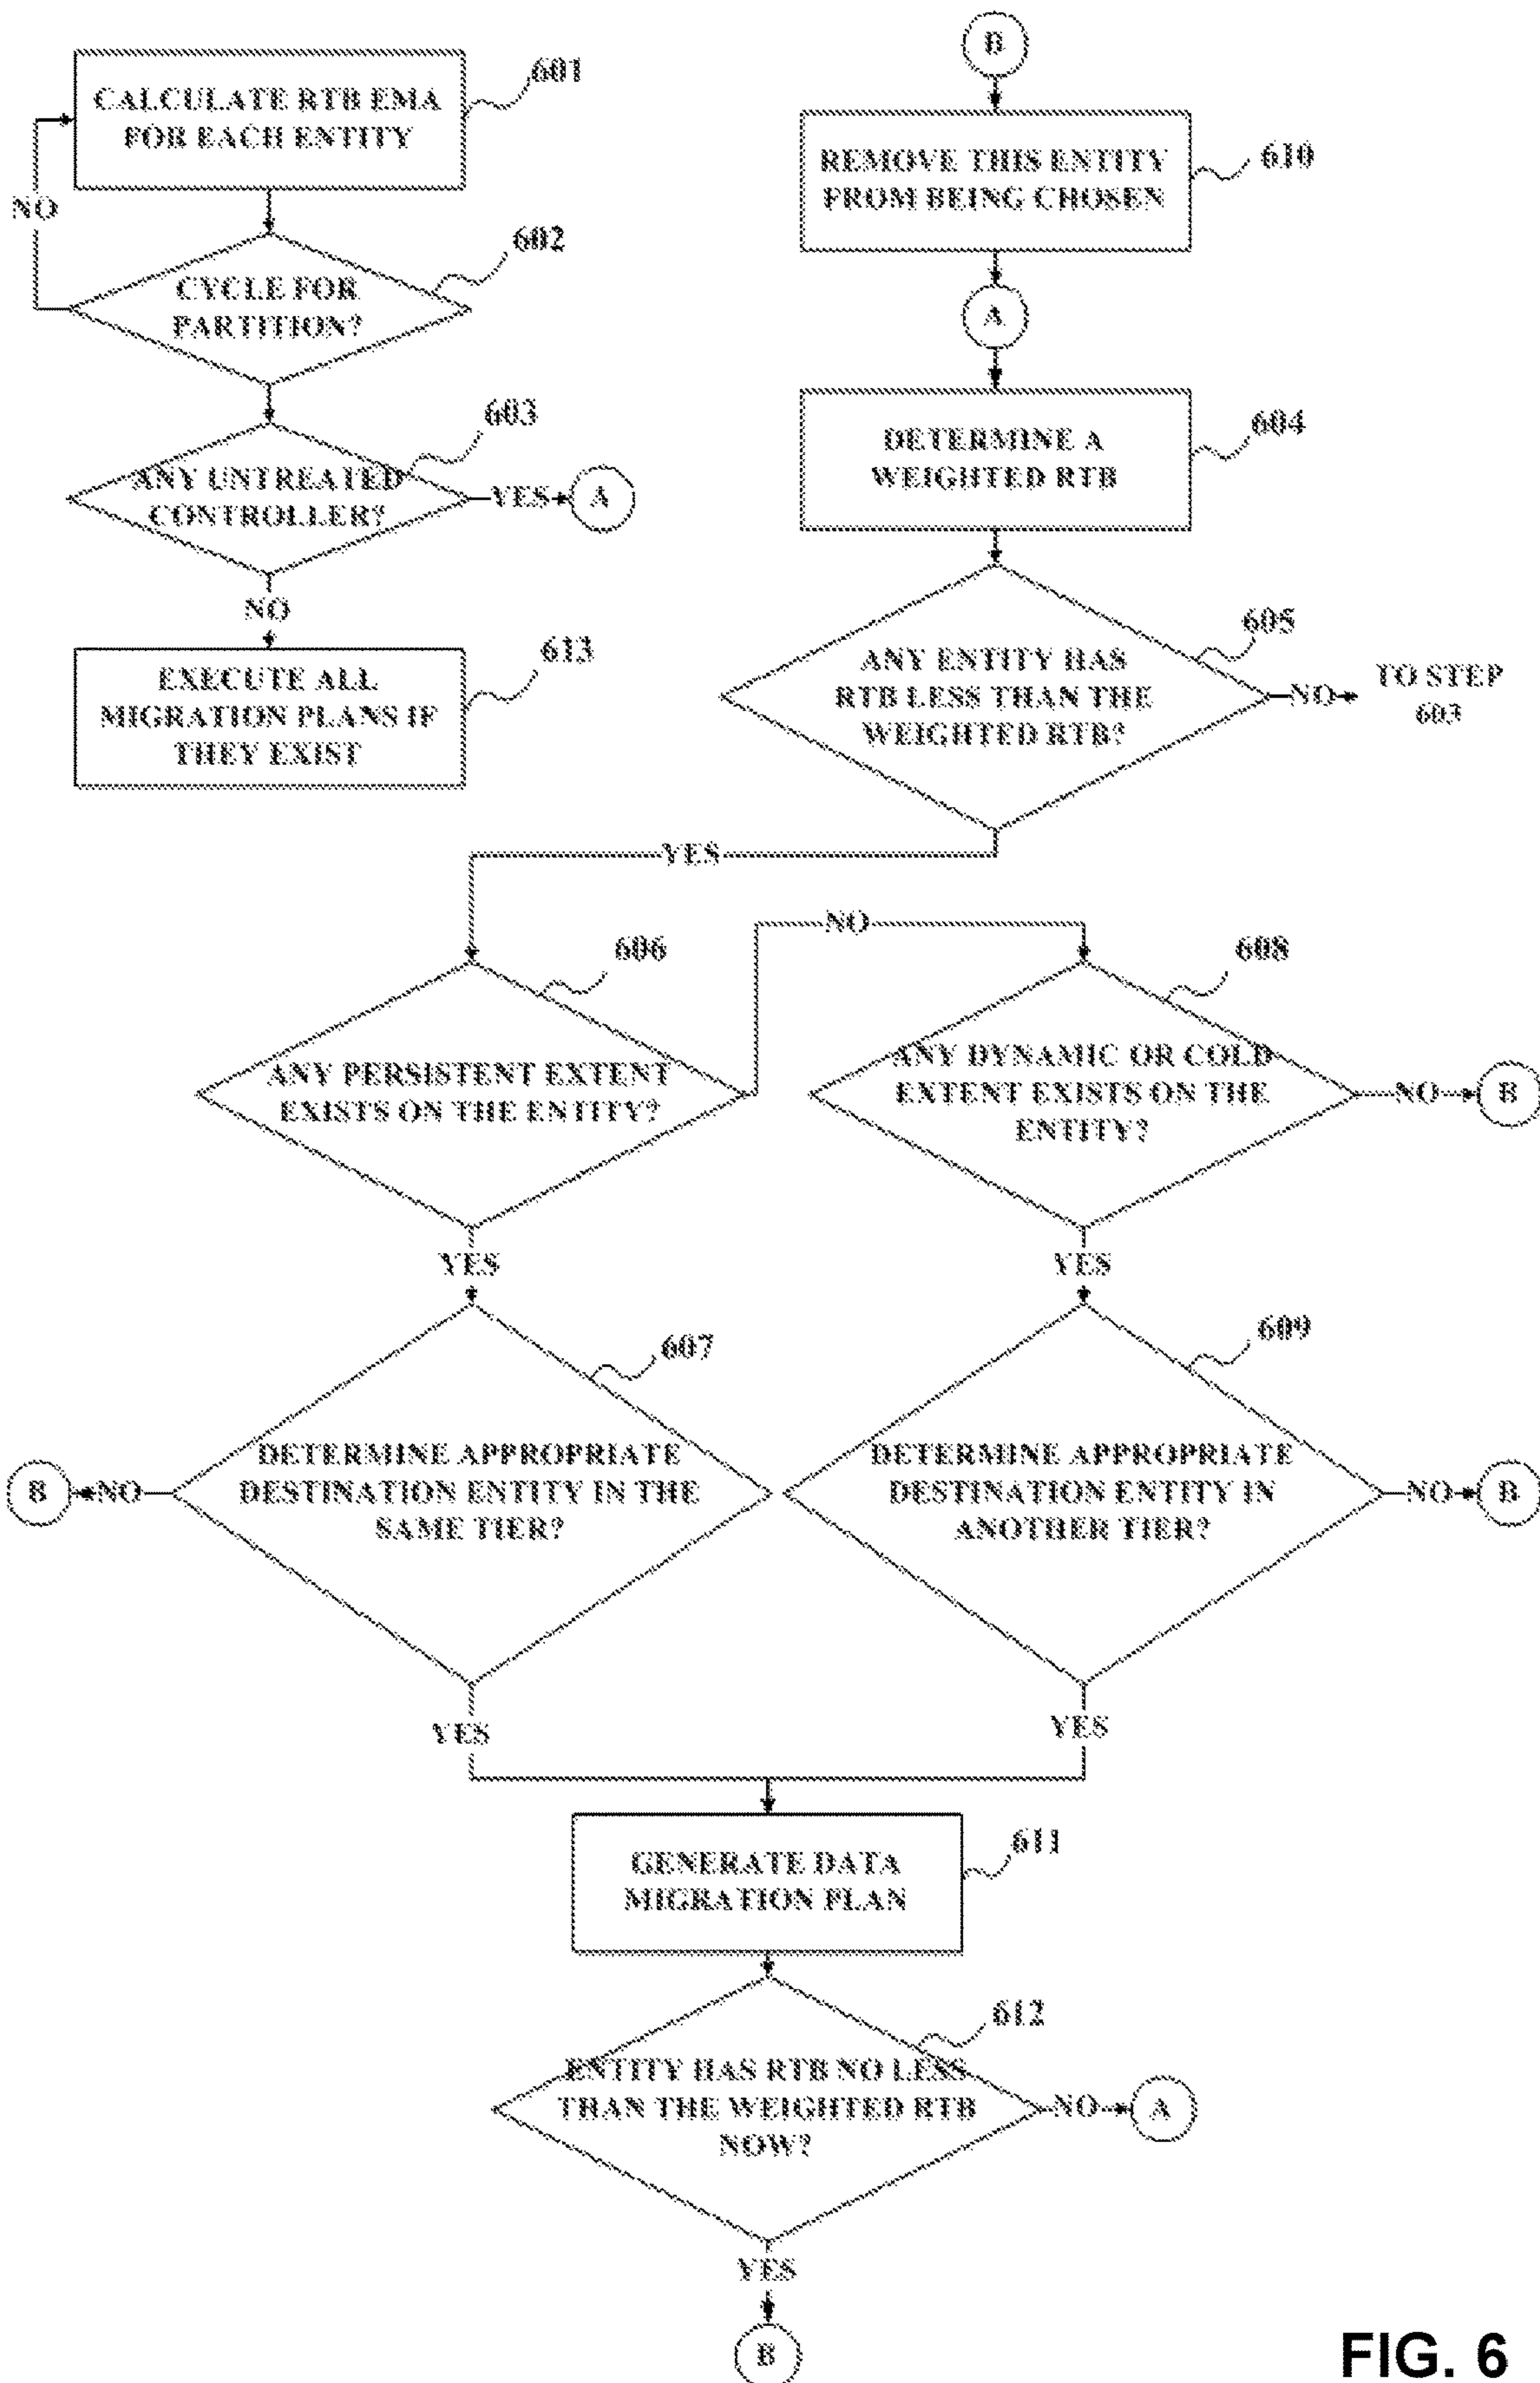 CALCULATE RTB EMA
FOR EACH ENTITY
601
NO
602
CYCLE FOR
PARTITION?
603
ANY UNTREATED
CONTROLLER?
YES
A
NO
613
EXECUTE ALL
MIGRATION PLANS IF
THEY EXIST
B
REMOVE THIS ENTITY
FROM BEING CHOSEN
610
A
DETERMINE A
WEIGHTED RTB
604
605
ANY ENTITY HAS
RTB LESS THAN THE
WEIGHTED RTB?
NO
TO STEP
603
YES
NO
606
608
ANY PERSISTENT EXTENT
EXISTS ON THE ENTITY?
ANY DYNAMIC OR COLD
EXTENT EXISTS ON THE
ENTITY?
NO
B
YES
YES
607
609
B
NO
DETERMINE APPROPRIATE
DESTINATION ENTITY IN THE
SAME TIER?
DETERMINE APPROPRIATE
DESTINATION ENTITY IN
ANOTHER TIER?
NO
B
YES
YES
GENERATE DATA
MIGRATION PLAN
611
612
ENTITY HAS RTB NO LESS
THAN THE WEIGHTED RTB
NOW?
NO
A
YES
B
FIG. 6